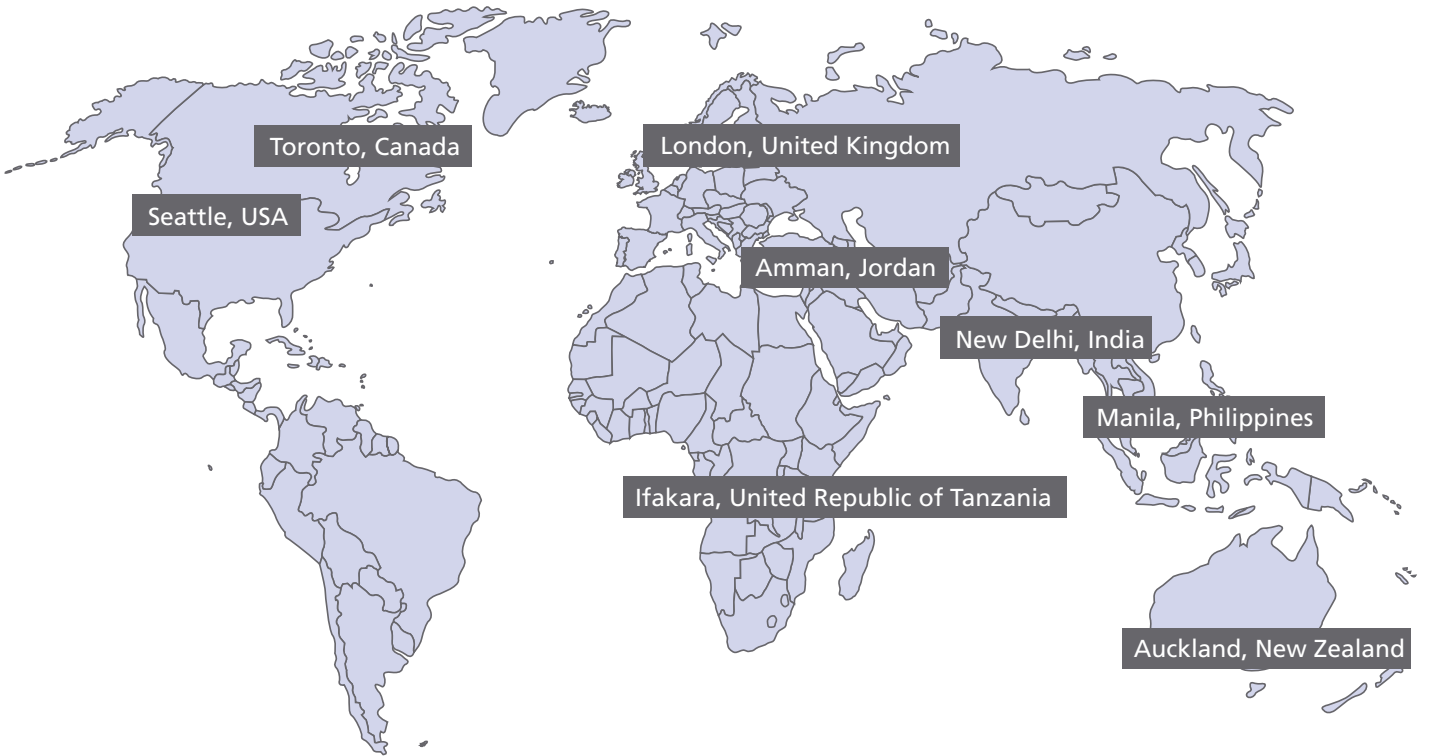 Toronto, Canada
London, United Kingdom
Seattle, USA
Amman, Jordan
New Delhi, India
Manila, Philippines
Ifakara, United Republic of Tanzania
Auckland, New Zealand